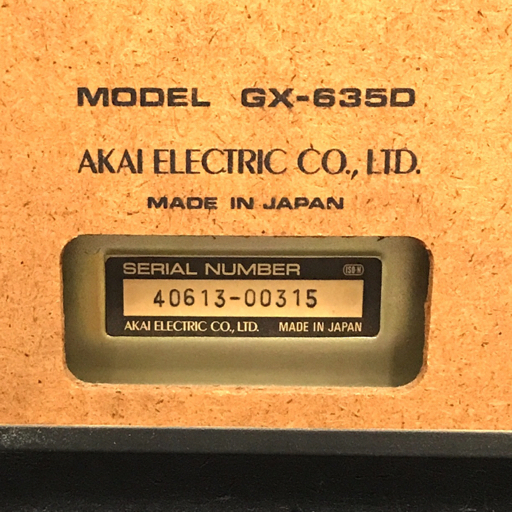 MODEL GX-635D
AKAI ELECTRIC CO., LTD.
MADE IN JAPAN
SERIAL NUMBER
40613-00315
AKAI ELECTRIC CO., LTD. MADE IN JAPAN